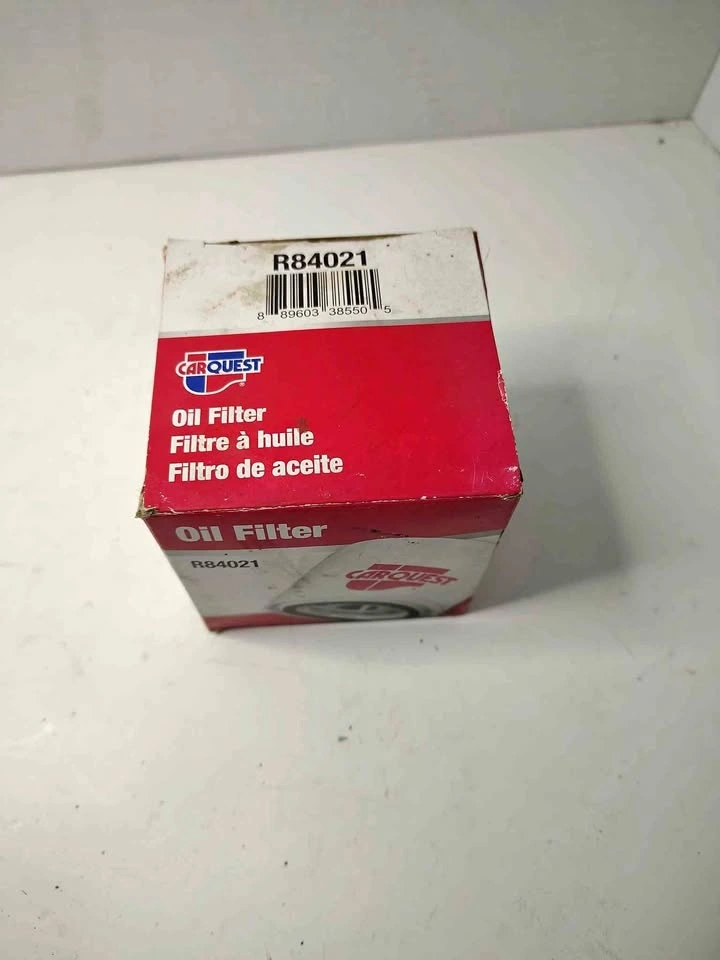 R84021
8 89603 38550 5
CARQUEST
Oil Filter
Filtre à huile
Filtro de aceite
Oil Filter
R84021
CARQUEST